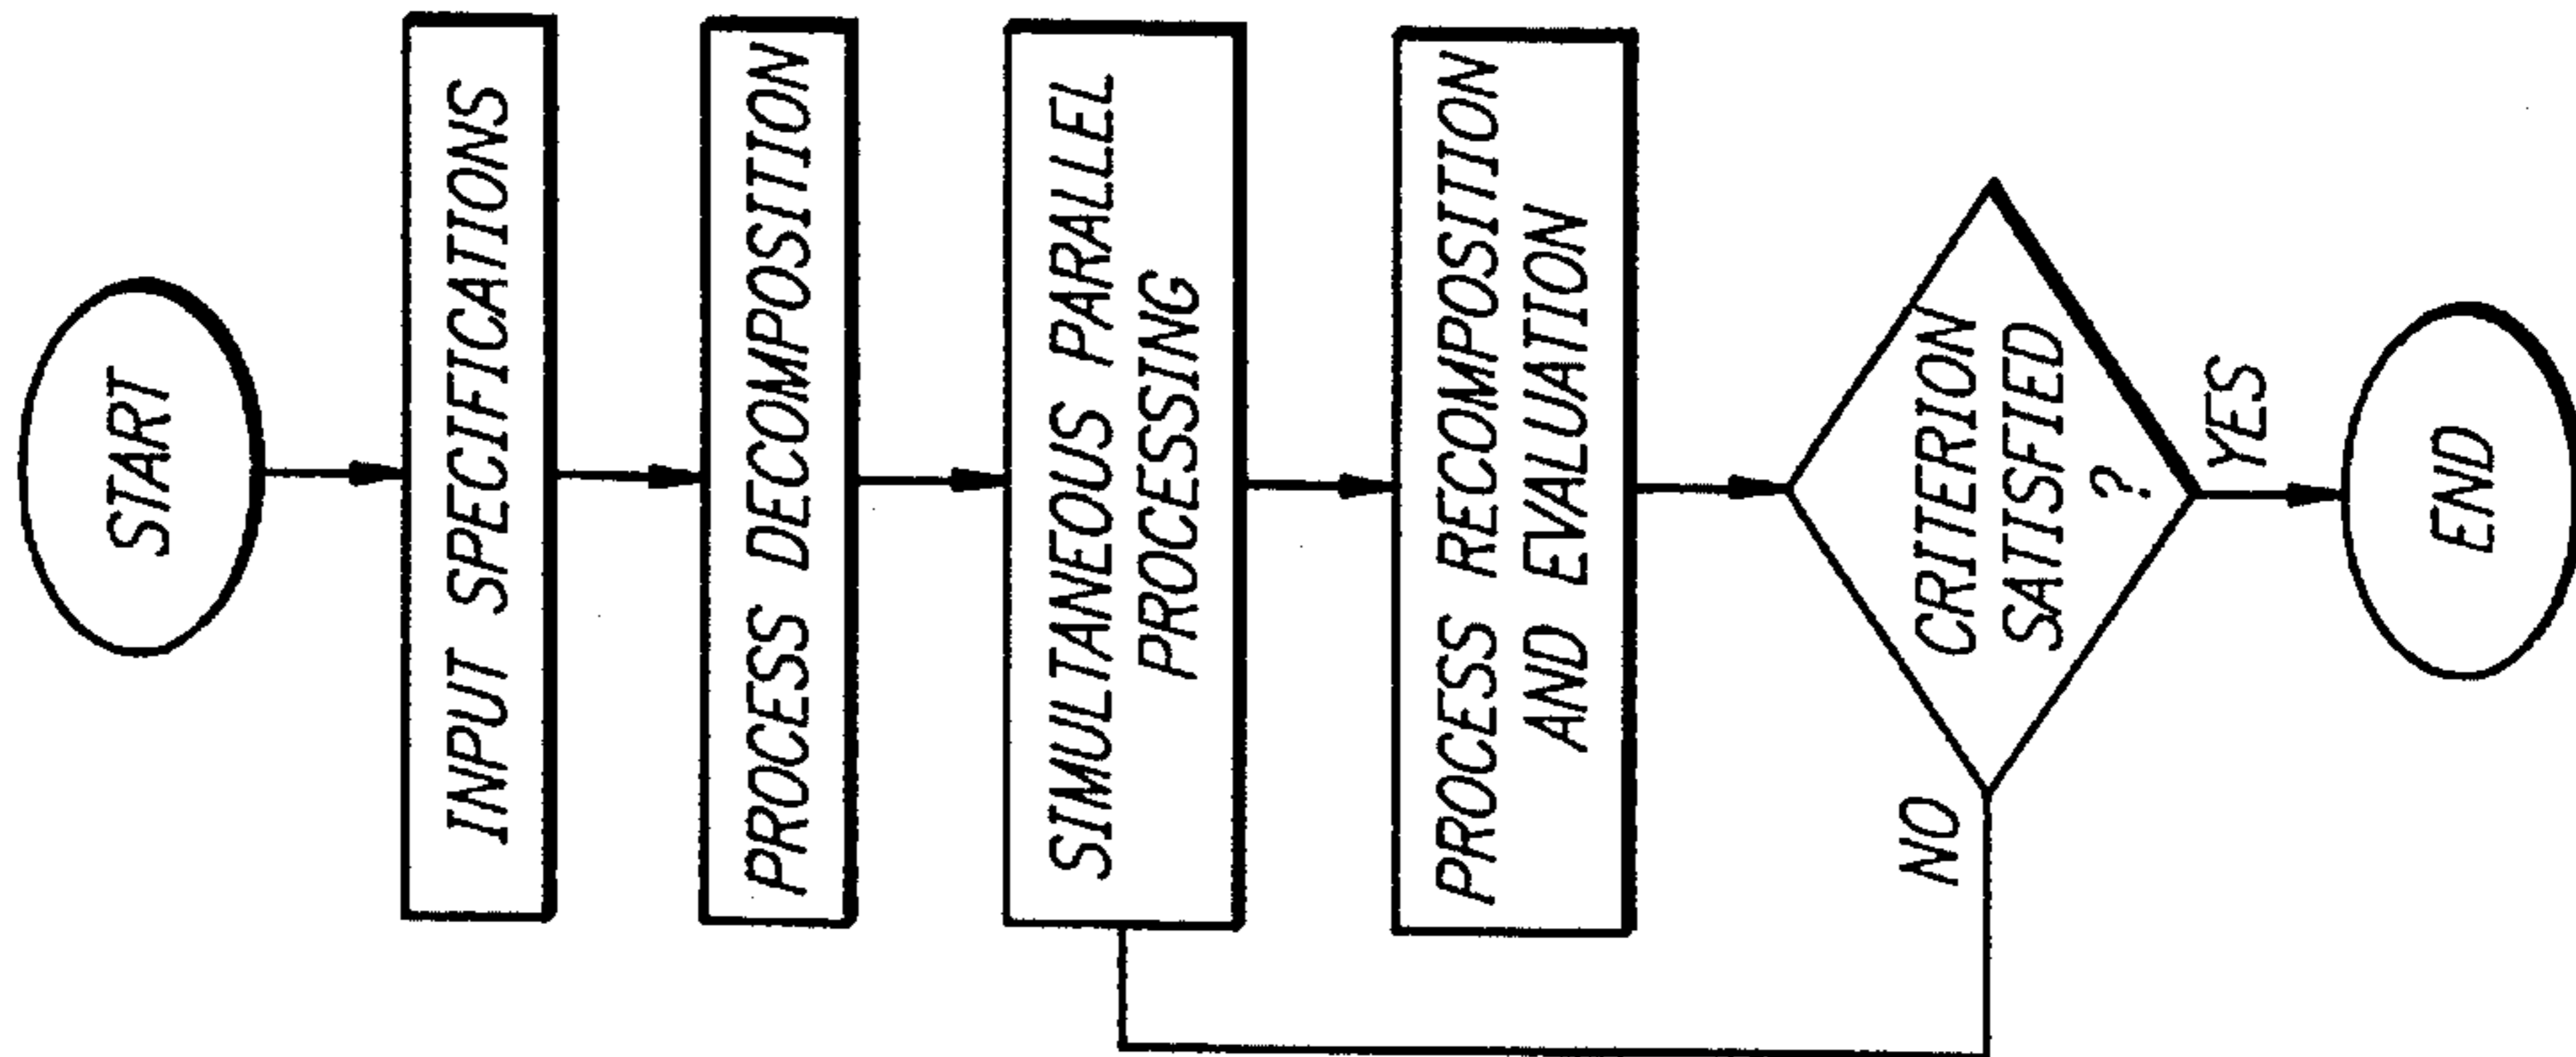 START
INPUT SPECIFICATIONS
PROCESS DECOMPOSITION
SIMULTANEOUS PARALLEL
PROCESSING
PROCESS RECOMPOSITION
AND EVALUATION
CRITERION
SATISFIED
?
NO
YES
END